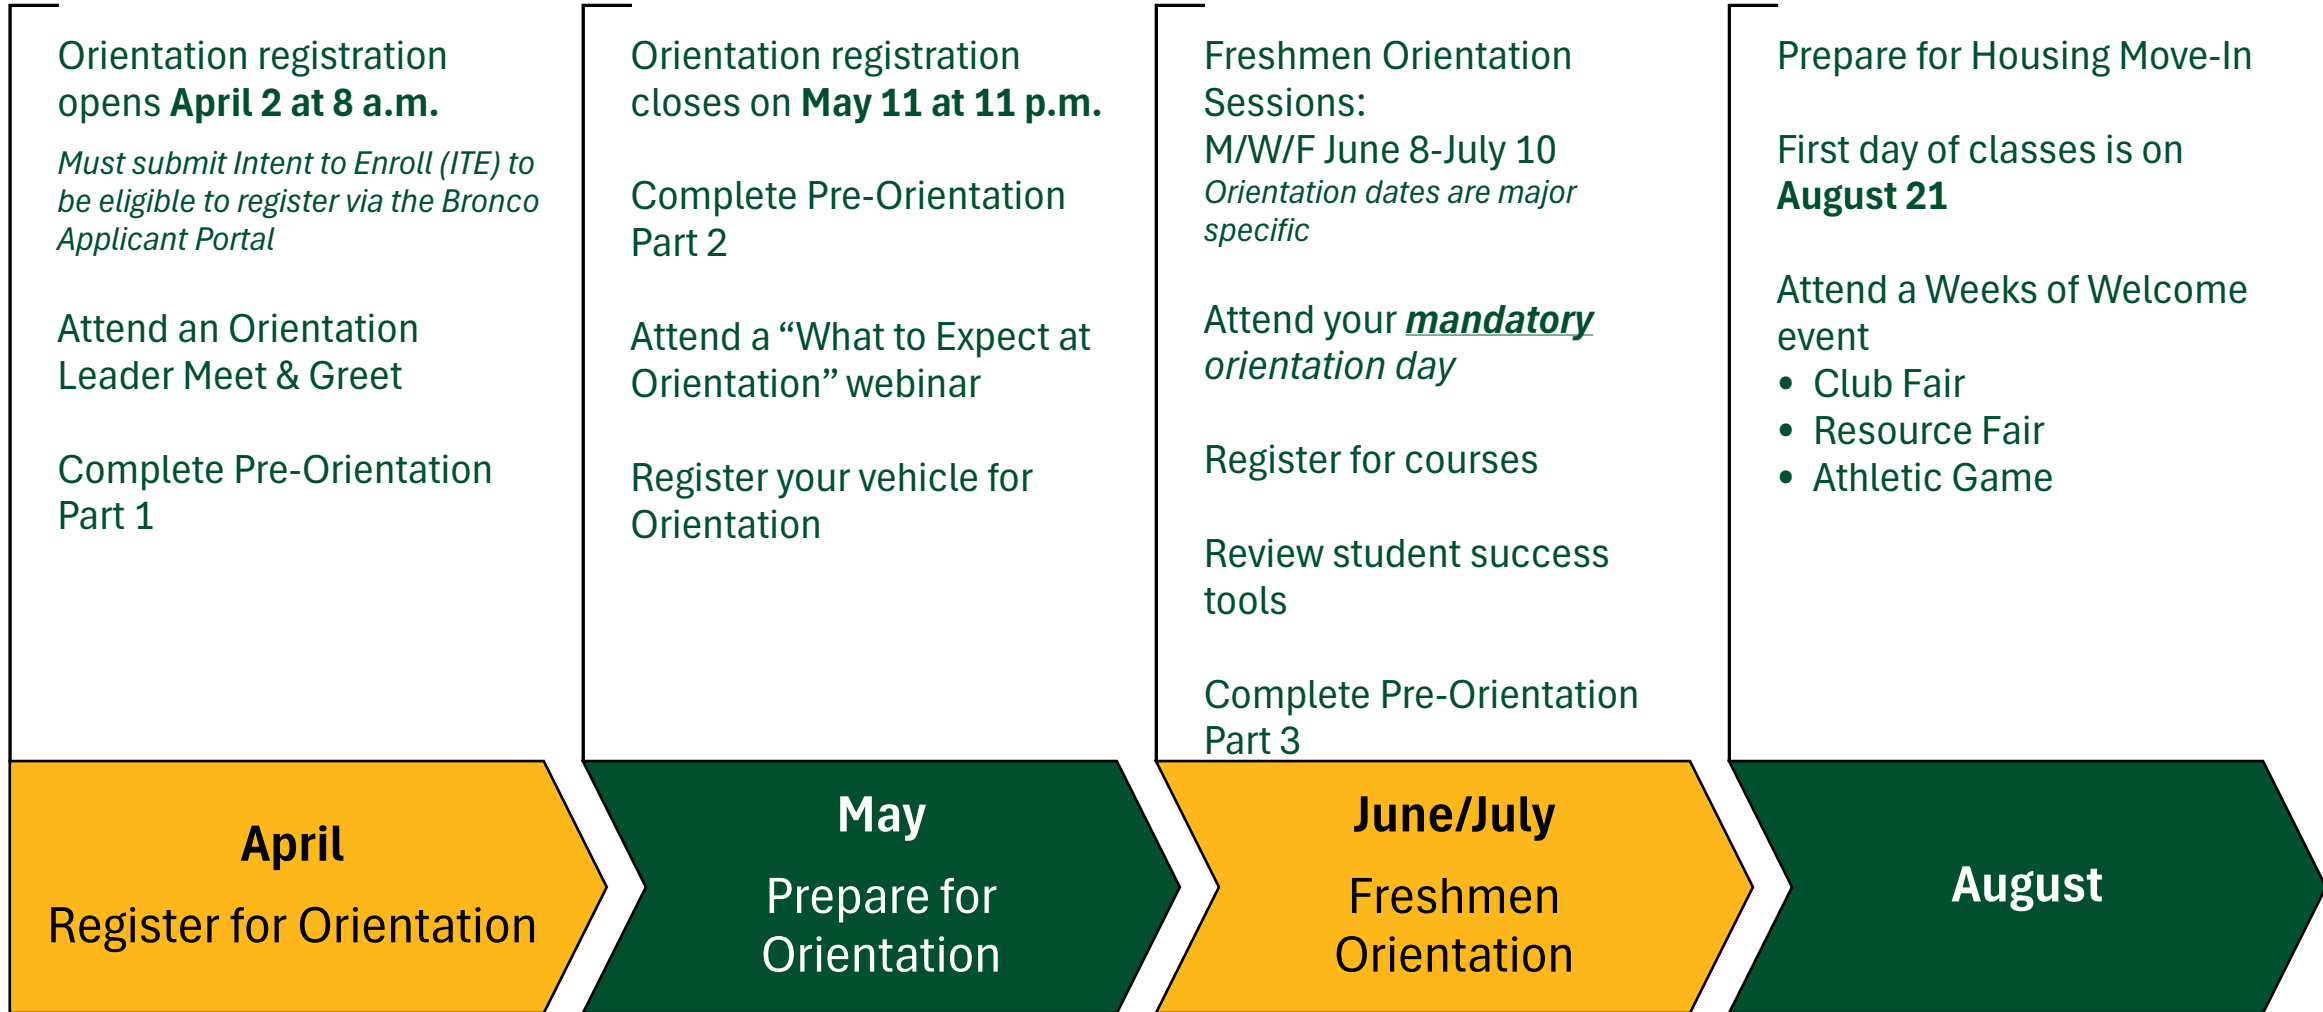 Orientation registration
opens April 2 at 8 a.m.
Must submit Intent to Enroll (ITE) to
be eligible to register via the Bronco
Applicant Portal
Attend an Orientation
Leader Meet & Greet
Complete Pre-Orientation
Part 1
April
Register for Orientation
Orientation registration
closes on May 11 at 11 p.m.
Complete Pre-Orientation
Part 2
Attend a “What to Expect at
Orientation” webinar
Register your vehicle for
Orientation
May
Prepare for
Orientation
Freshmen Orientation
Sessions:
M/W/F June 8-July 10
Orientation dates are major
specific
Attend your mandatory
orientation day
Register for courses
Review student success
tools
Complete Pre-Orientation
Part 3
June/July
Freshmen
Orientation
Prepare for Housing Move-In
First day of classes is on
August 21
Attend a Weeks of Welcome
event
• Club Fair
• Resource Fair
• Athletic Game
August